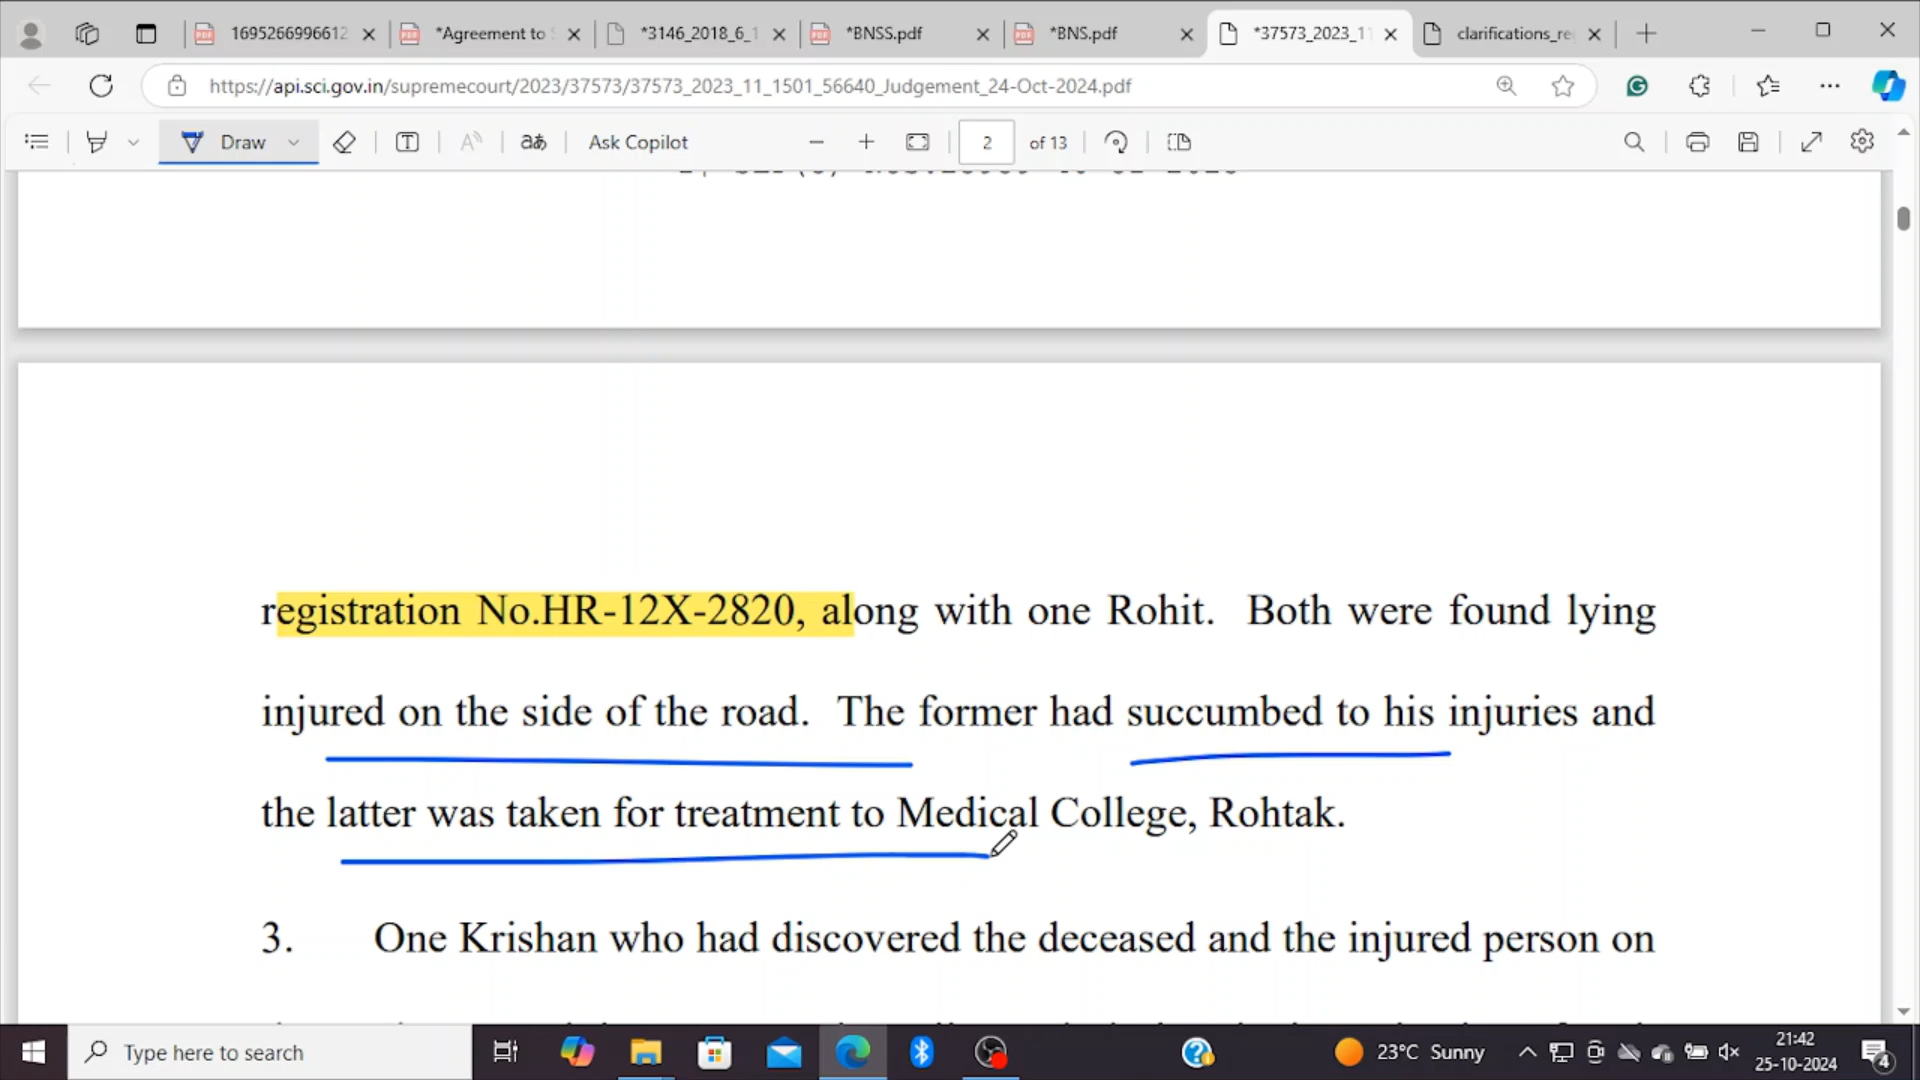 1695266996612
*Agreement to S
*3146_2018_6_1
*BNSS.pdf
*BNS.pdf
*37573_2023_11
clarifications_re
https://api.sci.gov.in/supremecourt/2023/37573/37573_2023_11_1501_56640_Judgement_24-Oct-2024.pdf
Draw
Ask Copilot
2 of 13
registration No.HR-12X-2820, along with one Rohit. Both were found lying
injured on the side of the road. The former had succumbed to his injuries and
the latter was taken for treatment to Medical College, Rohtak.
3. One Krishan who had discovered the deceased and the injured person on
Type here to search
23°C Sunny
21:42
25-10-2024
4